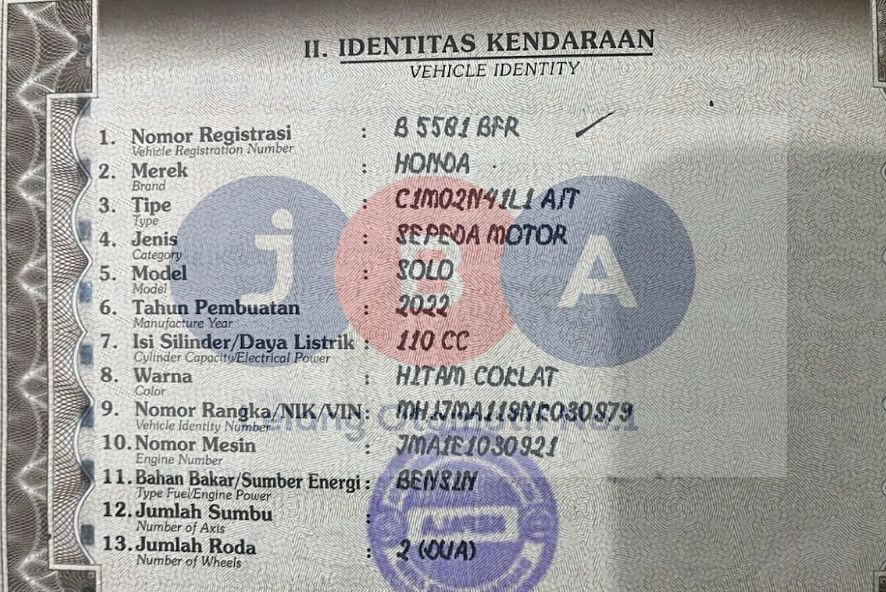 II. IDENTITAS KENDARAAN
VEHICLE IDENTITY
1. Nomor Registrasi : B 5581 BFR
Vehicle Registration Number
2. Merek : HONDA
Brand
3. Tipe : C1M02N41L1 A/T
Type
4. Jenis : SEPEDA MOTOR
Category
5. Model : SOLO
Model
6. Tahun Pembuatan : 2022
Manufacture Year
7. Isi Silinder/Daya Listrik : 110 CC
Cylinder Capacity/Electrical Power
8. Warna : HITAM COKLAT
Color
9. Nomor Rangka/NIK/VIN :
Vehicle Identity Number
10. Nomor Mesin : JMA1E1030921
Engine Number
11. Bahan Bakar/Sumber Energi : BENSIN
Type Fuel/Engine Power
12. Jumlah Sumbu :
Number of Axis
13. Jumlah Roda : 2 (DUA)
Number of Wheels
jBA
KEPALA